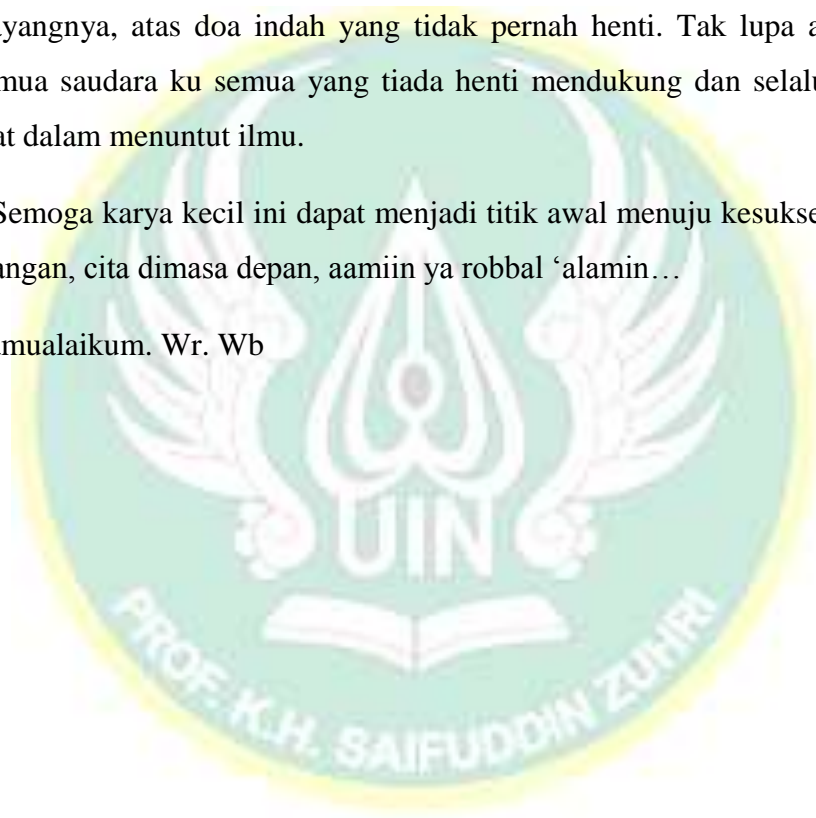 ayangnya, atas doa indah yang tidak pernah henti. Tak lupa a
mua saudara ku semua yang tiada henti mendukung dan selalu
at dalam menuntut ilmu.
Semoga karya kecil ini dapat menjadi titik awal menuju kesukse
angan, cita dimasa depan, aamiin ya robbal ‘alamin…
mualaikum. Wr. Wb
UIN
PROF. K.H. SAIFUDDIN ZUHRI